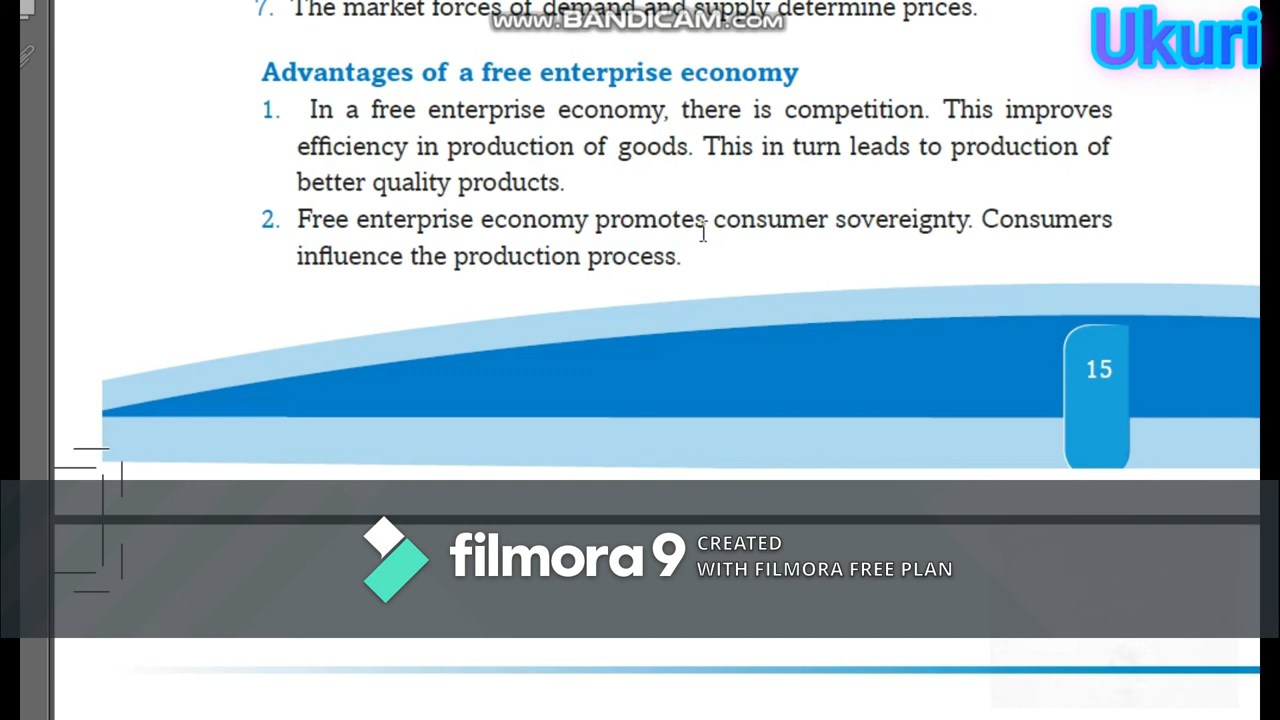 7. The market forces of demand and supply determine prices.
www.BANDICAM.com
Ukuri
Advantages of a free enterprise economy
1. In a free enterprise economy, there is competition. This improves
efficiency in production of goods. This in turn leads to production of
better quality products.
2. Free enterprise economy promotes consumer sovereignty. Consumers
influence the production process.
15
filmora 9 CREATED
WITH FILMORA FREE PLAN